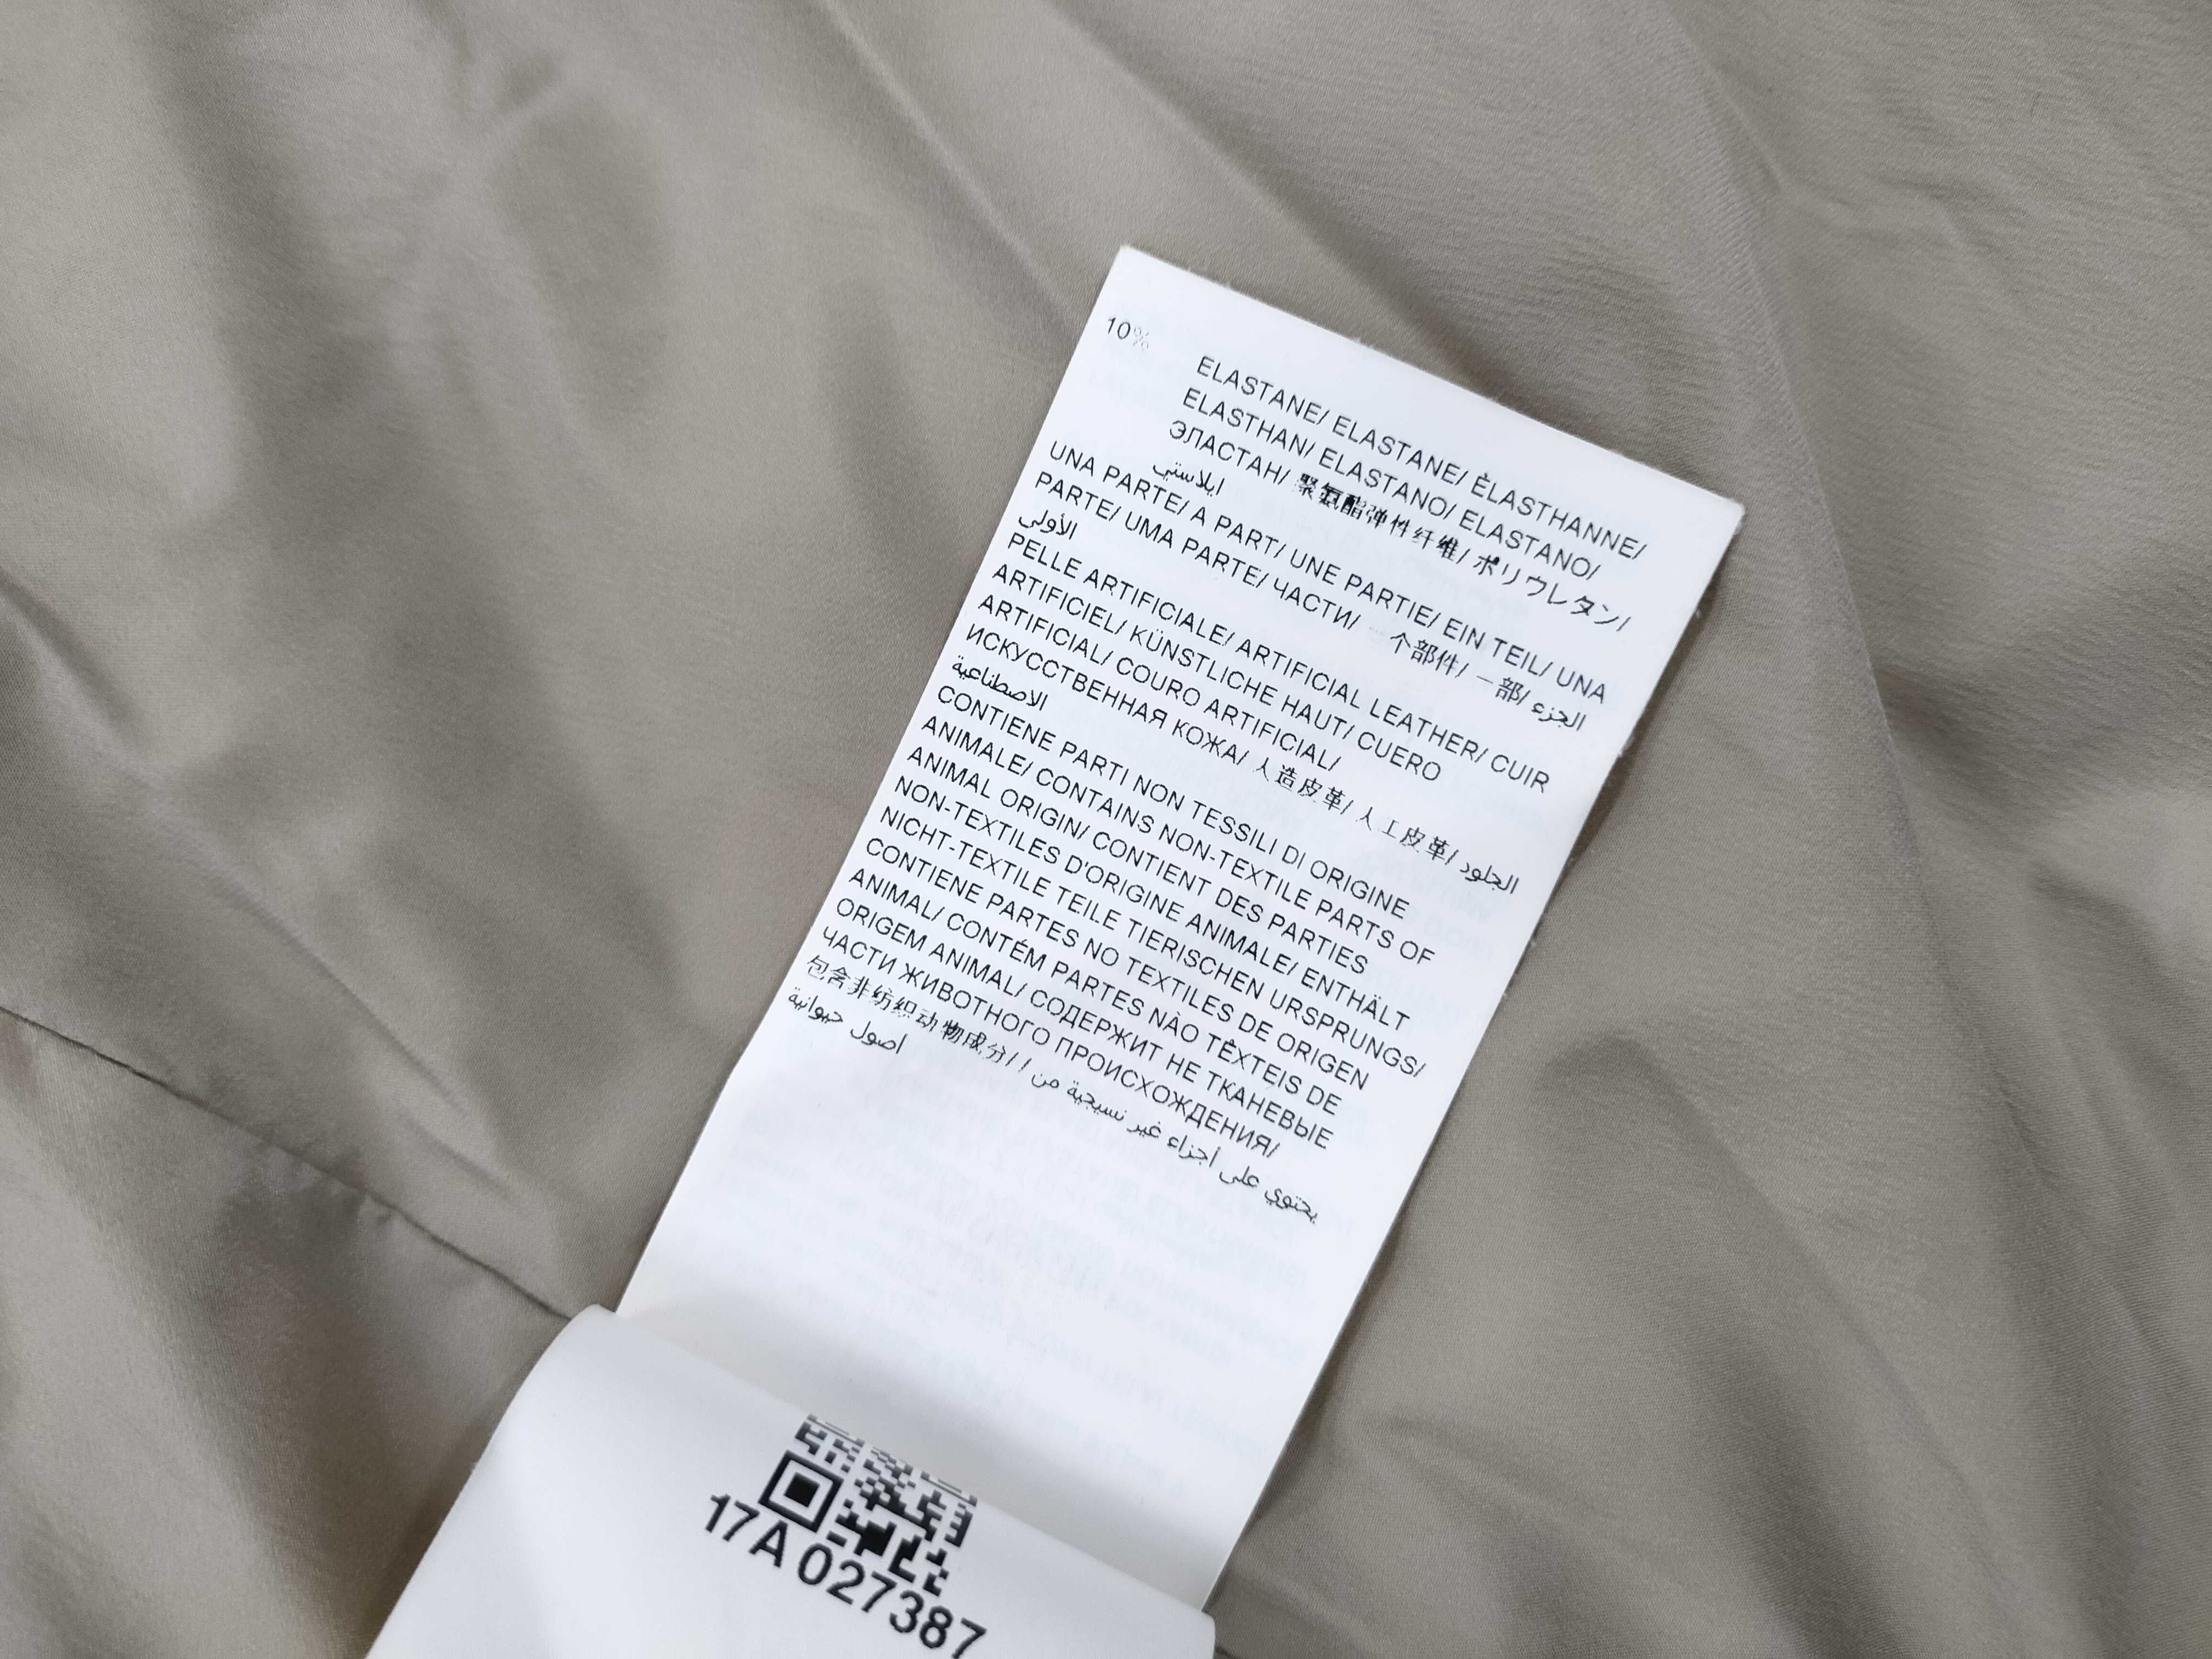 10%
ELASTANE/ ELASTANE/ ÉLASTHANNE/
ELASTHAN/ ELASTANO/ ELASTANO/
ЭЛАСТАН/ 聚氨酯弹性纤维/ ポリウレタン/
ايلاستي
UNA PARTE/ A PART/ UNE PARTIE/ EIN TEIL/ UNA
PARTE/ UMA PARTE/ ЧАСТИ/ 一个部件/ 一部/ الجزء
الأولى
PELLE ARTIFICIALE/ ARTIFICIAL LEATHER/ CUIR
ARTIFICIEL/ KÜNSTLICHE HAUT/ CUERO
ARTIFICIAL/ COURO ARTIFICIAL/
ИСКУССТВЕННАЯ КОЖА/ 人造皮革/ 人工皮革/ الجلود
الاصطناعية
CONTIENE PARTI NON TESSILI DI ORIGINE
ANIMALE/ CONTAINS NON-TEXTILE PARTS OF
ANIMAL ORIGIN/ CONTIENT DES PARTIES
NON-TEXTILES D'ORIGINE ANIMALE/ ENTHÄLT
NICHT-TEXTILE TEILE TIERISCHEN URSPRUNGS/
CONTIENE PARTES NO TEXTILES DE ORIGEN
ANIMAL/ CONTÉM PARTES NÃO TÊXTEIS DE
ORIGEM ANIMAL/ СОДЕРЖИТ НЕ ТКАНЕВЫЕ
ЧАСТИ ЖИВОТНОГО ПРОИСХОЖДЕНИЯ/
包含非纺织动物成分/ / يحتوي على أجزاء غير نسيجية من
أصول حيوانية
17A 027387